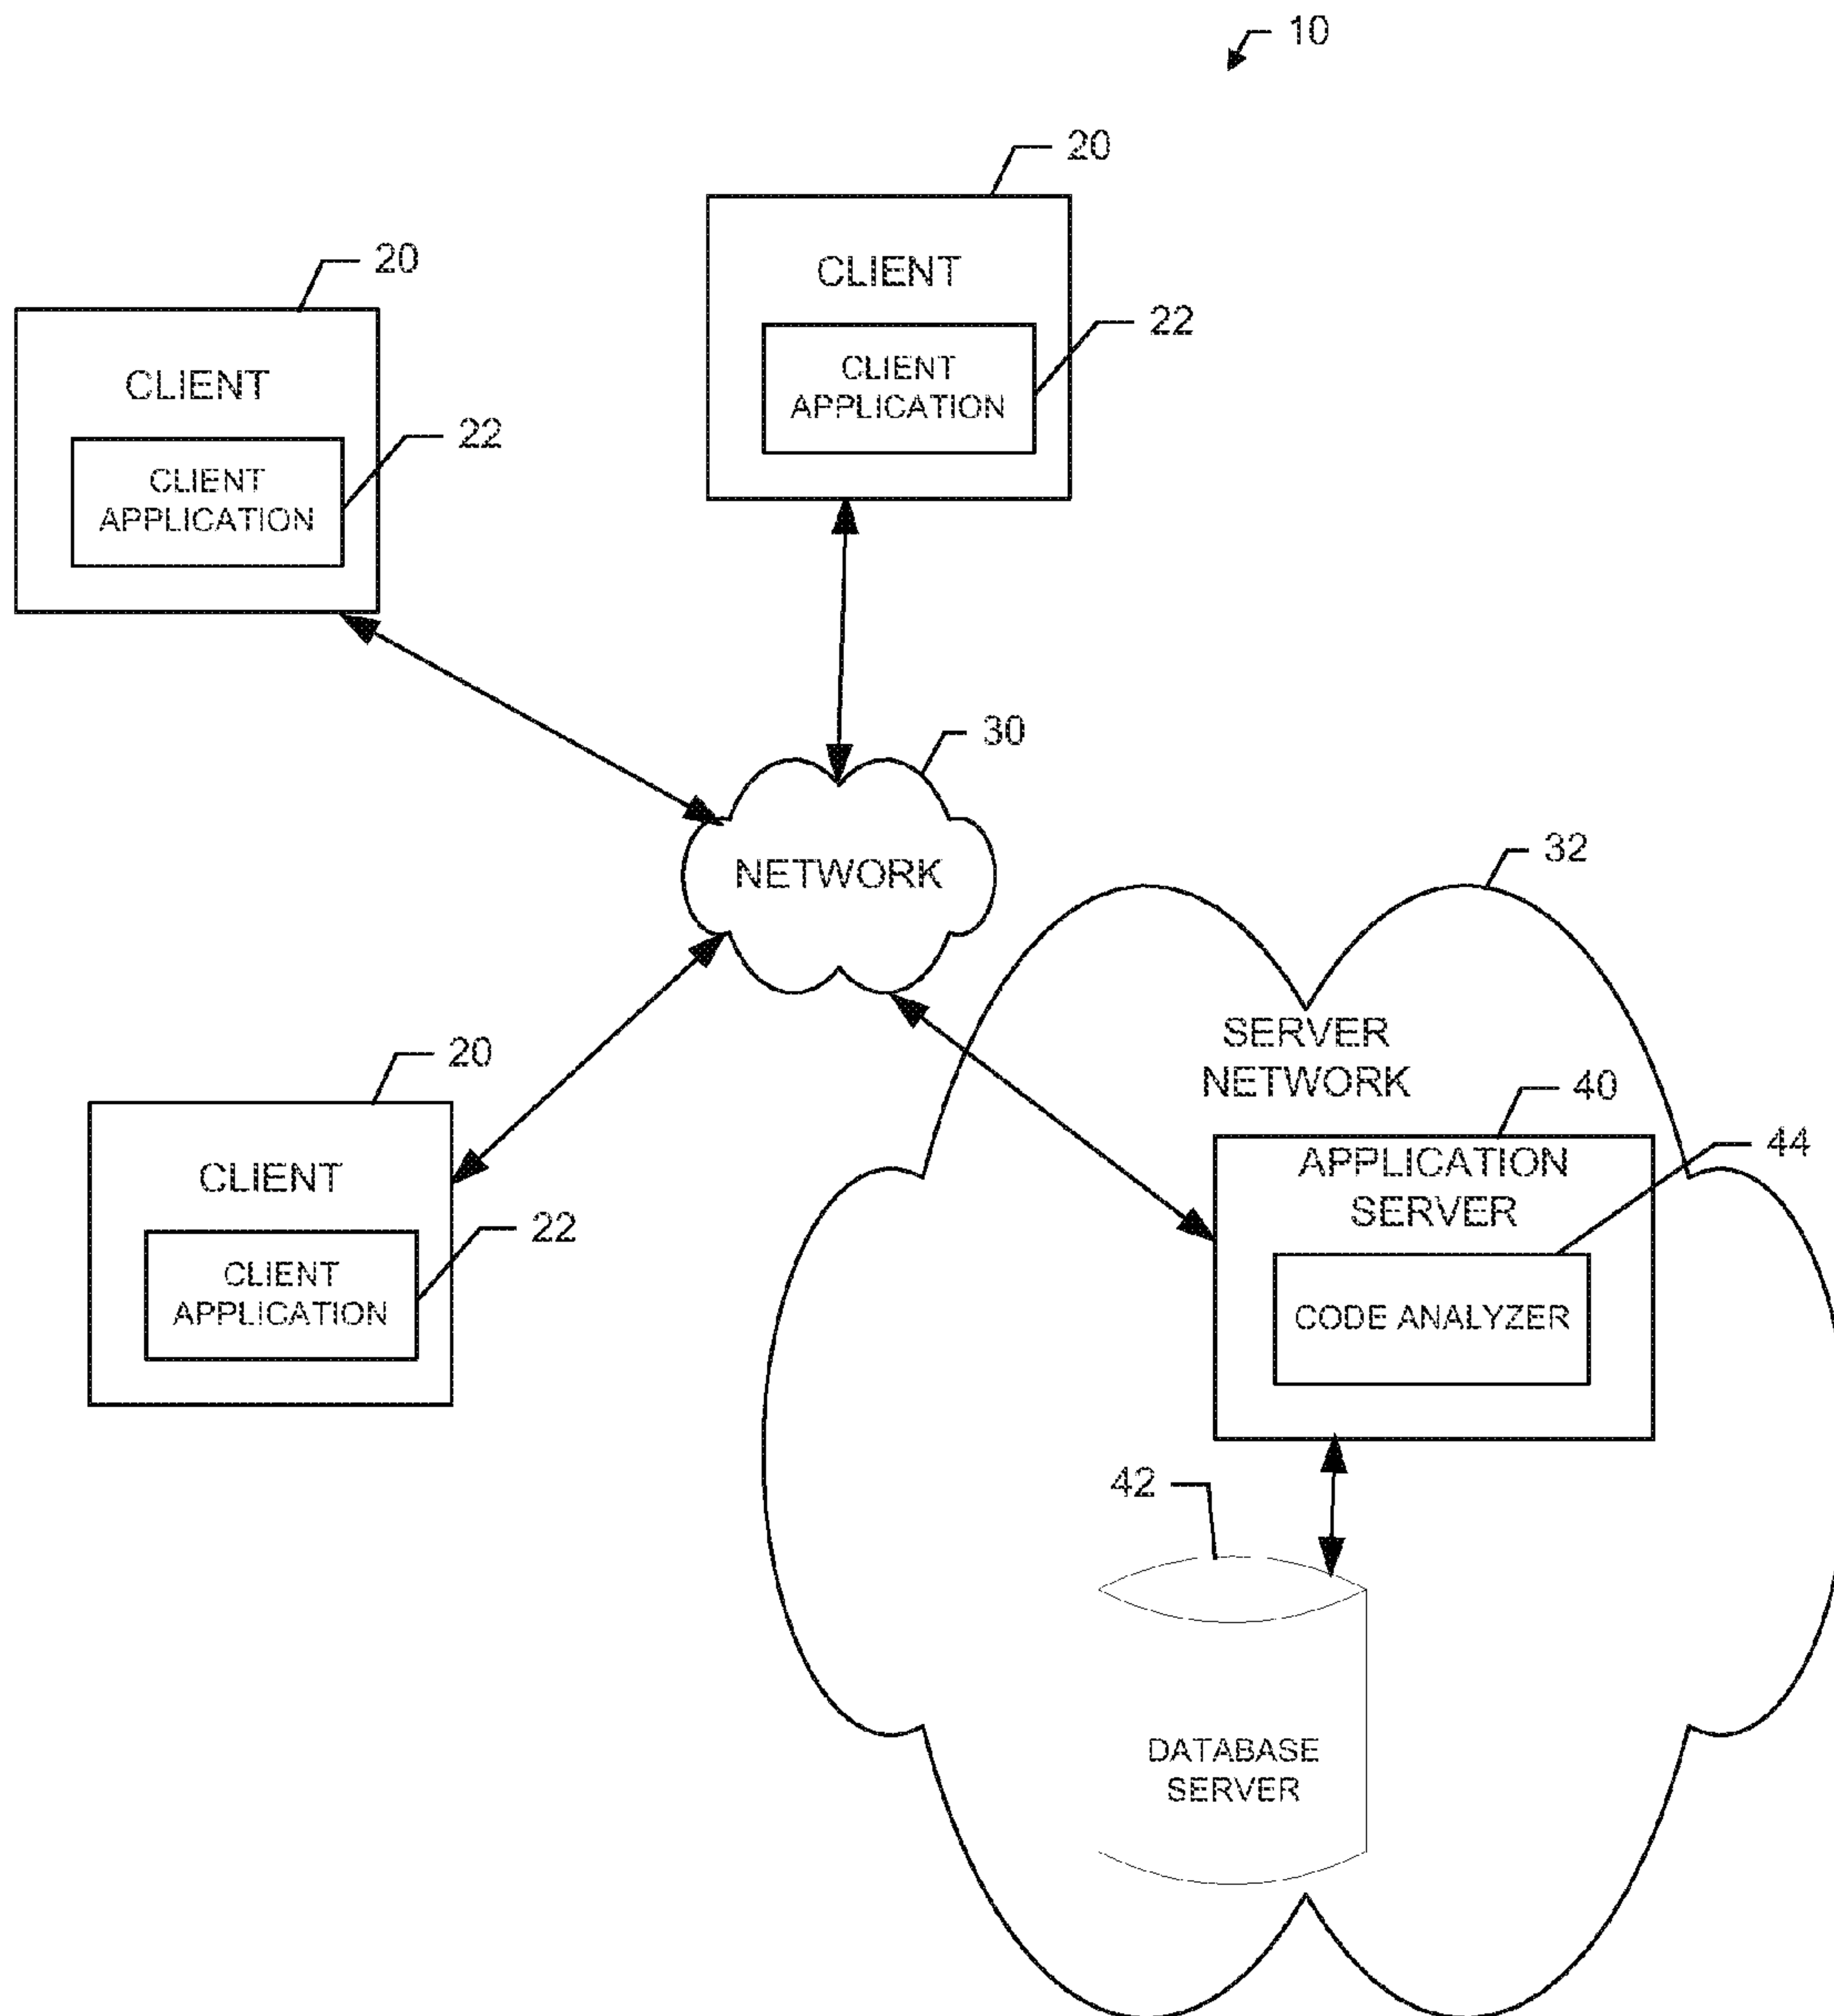 10
20
CLIENT
22
CLIENT
APPLICATION
20
CLIENT
22
CLIENT
APPLICATION
30
NETWORK
32
SERVER
NETWORK
20
CLIENT
22
CLIENT
APPLICATION
40
APPLICATION
SERVER
44
CODE ANALYZER
42
DATABASE
SERVER